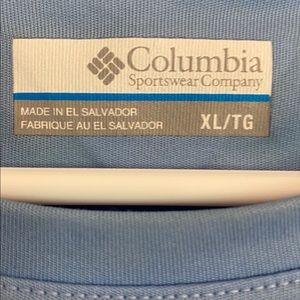 Columbia
Sportswear Company
MADE IN EL SALVADOR
FABRIQUE AU EL SALVADOR
XL/TG